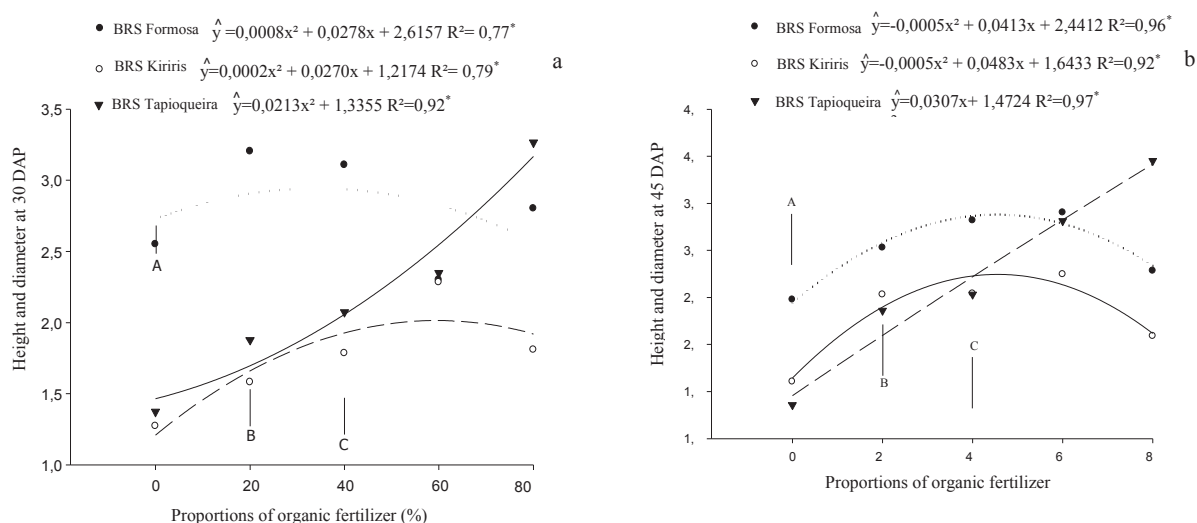 ● BRS Formosa ŷ =0,0008x² + 0,0278x + 2,6157 R²= 0,77*
○ BRS Kiriris ŷ=0,0002x² + 0,0270x + 1,2174 R²= 0,79*
▼ BRS Tapioqueira ŷ=0,0213x² + 1,3355 R²=0,92*
a
Height and diameter at 30 DAP
3,5
3,0
2,5
2,0
1,5
1,0
A
B
C
0 20 40 60 80
Proportions of organic fertilizer (%)
● BRS Formosa ŷ=-0,0005x² + 0,0413x + 2,4412 R²=0,96*
○ BRS Kiriris ŷ=-0,0005x² + 0,0483x + 1,6433 R²=0,92*
▼ BRS Tapioqueira ŷ=0,0307x+ 1,4724 R²=0,97*
b
Height and diameter at 45 DAP
4,
4,
3,
3,
2,
2,
1,
1,
A
B
C
0 2 4 6 8
Proportions of organic fertilizer